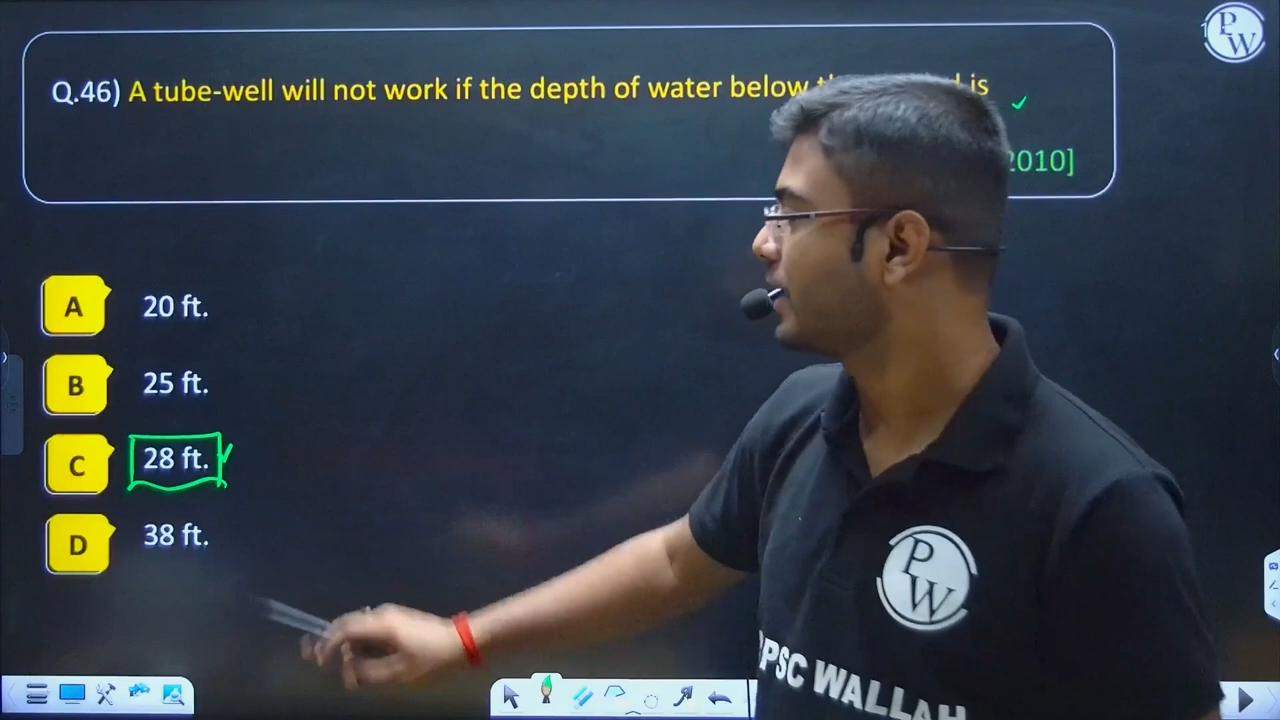 PW
Q.46) A tube-well will not work if the depth of water below is
2010]
A 20 ft.
B 25 ft.
C 28 ft.
D 38 ft.
PW
PSC WALLAH